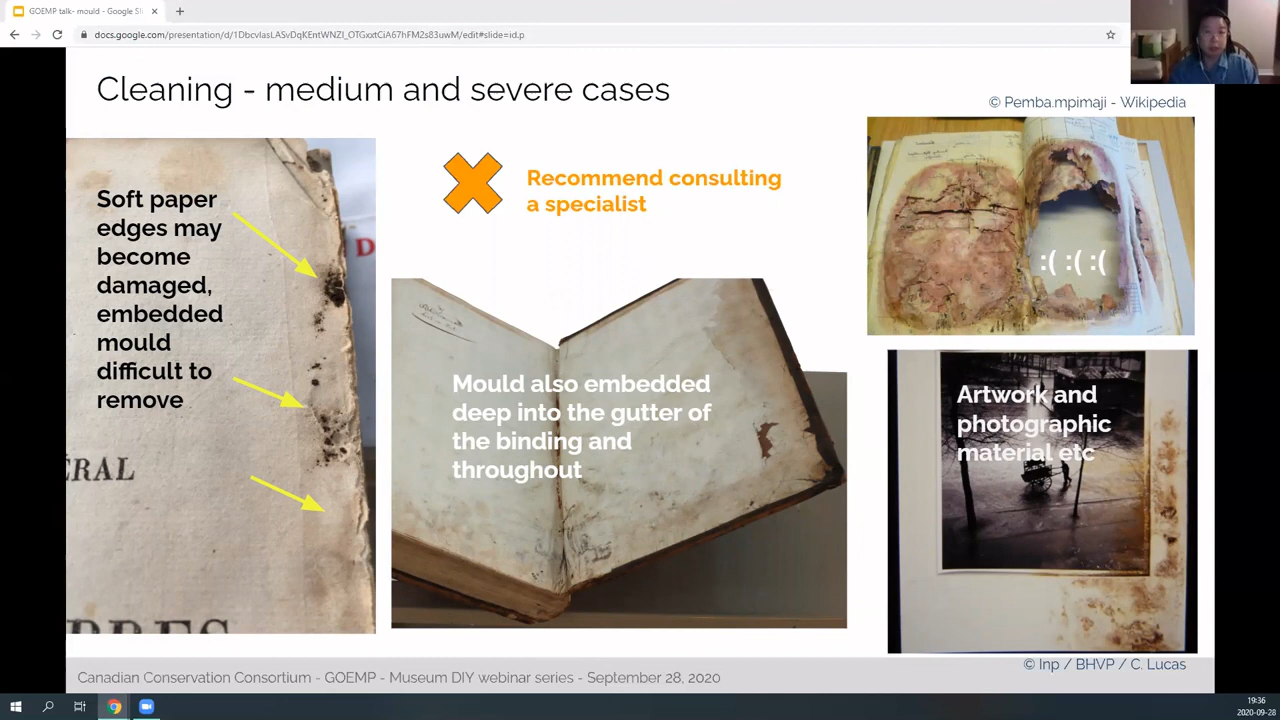 GOEMP talk- mould - Google Sli
docs.google.com/presentation/d/1DbcvIasLASvDqKEntWNZI_OTGxxtCiA67hFM2s83uwM/edit#slide=id.p
Cleaning - medium and severe cases
© Pemba.mpimaji - Wikipedia
Soft paper
edges may
become
damaged,
embedded
mould
difficult to
remove
D
ÉRAL
Recommend consulting
a specialist
:( :( :(
Mould also embedded
deep into the gutter of
the binding and
throughout
Artwork and
photographic
material etc
© Inp / BHVP / C. Lucas
Canadian Conservation Consortium - GOEMP - Museum DIY webinar series - September 28, 2020
19:36
2020-09-28